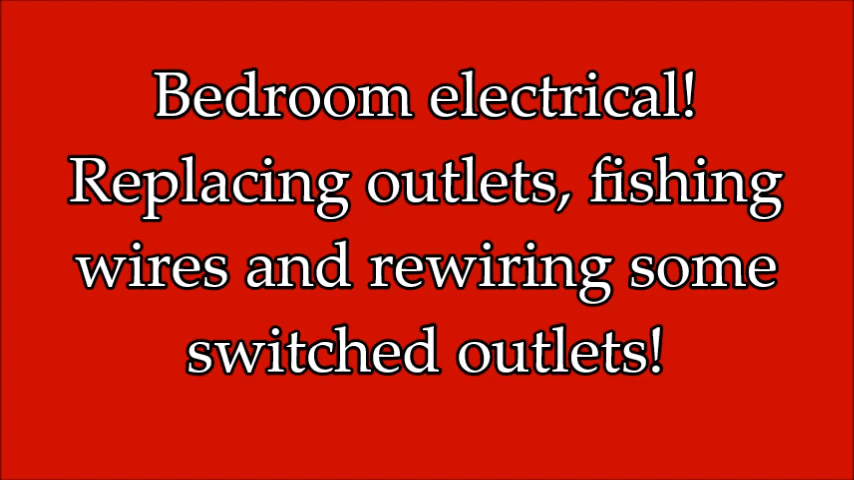 Bedroom electrical!
Replacing outlets, fishing
wires and rewiring some
switched outlets!